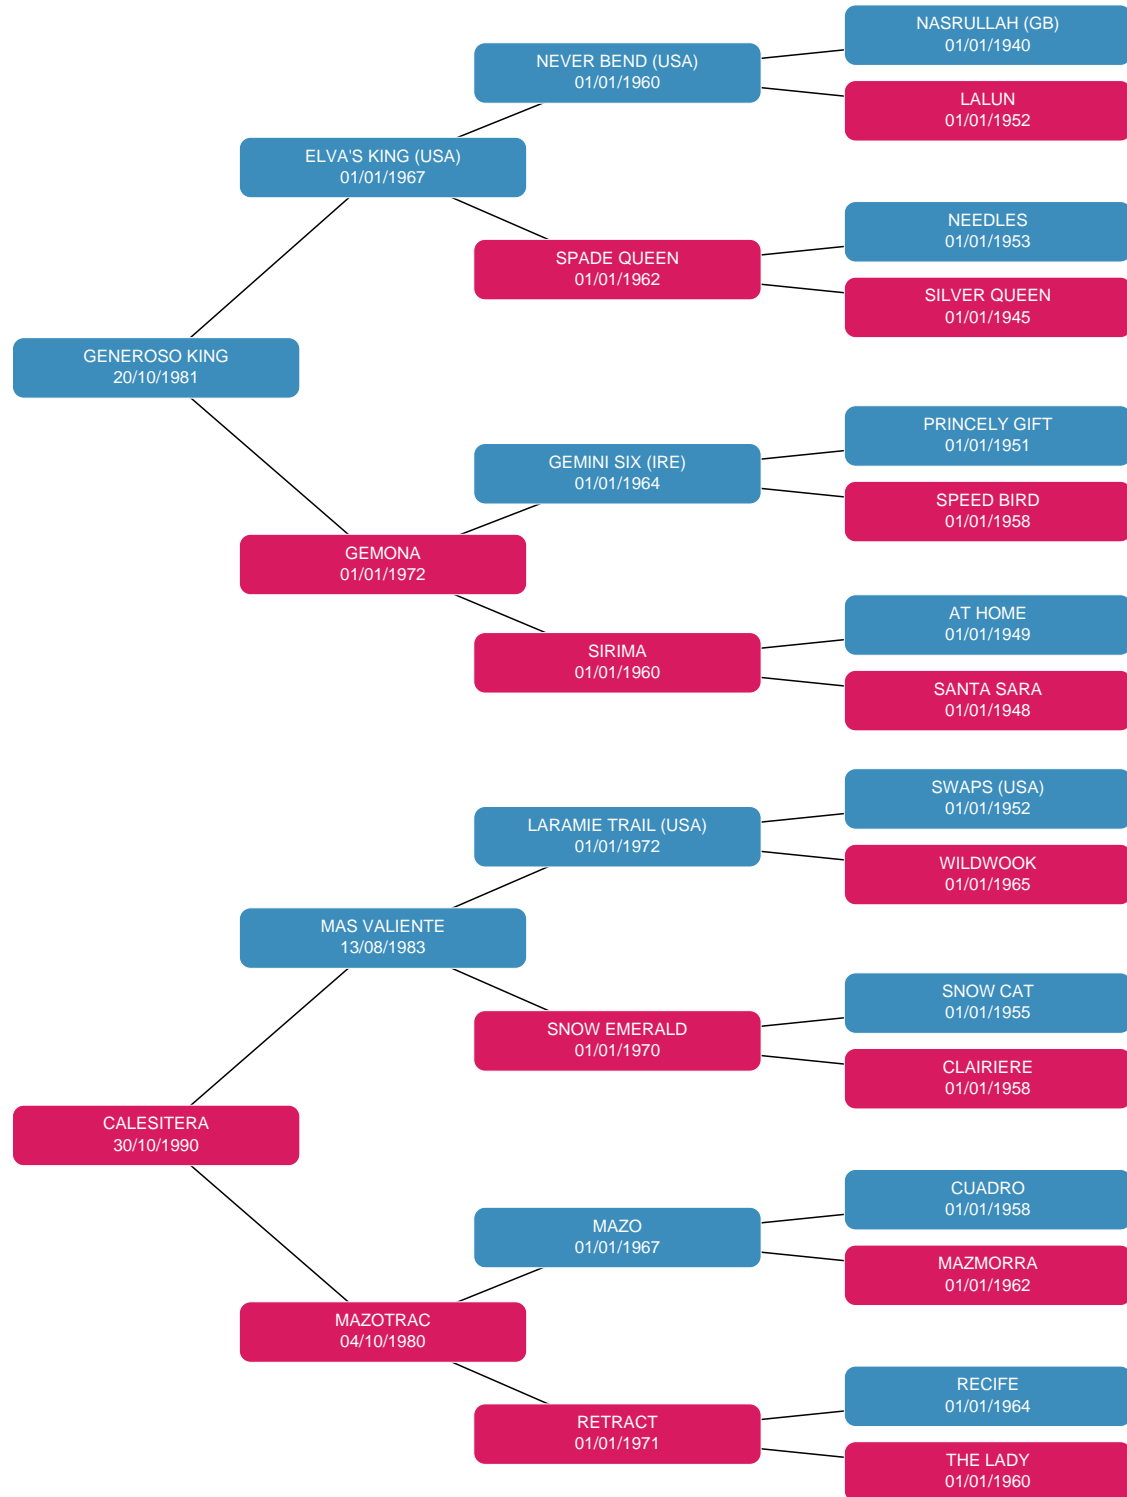 NASRULLAH (GB)
01/01/1940
NEVER BEND (USA)
01/01/1960
LALUN
01/01/1952
ELVA'S KING (USA)
01/01/1967
NEEDLES
01/01/1953
SPADE QUEEN
01/01/1962
SILVER QUEEN
01/01/1945
GENEROSO KING
20/10/1981
PRINCELY GIFT
01/01/1951
GEMINI SIX (IRE)
01/01/1964
SPEED BIRD
01/01/1958
GEMONA
01/01/1972
AT HOME
01/01/1949
SIRIMA
01/01/1960
SANTA SARA
01/01/1948
SWAPS (USA)
01/01/1952
LARAMIE TRAIL (USA)
01/01/1972
WILDWOOK
01/01/1965
MAS VALIENTE
13/08/1983
SNOW CAT
01/01/1955
SNOW EMERALD
01/01/1970
CLAIRIERE
01/01/1958
CALESITERA
30/10/1990
CUADRO
01/01/1958
MAZO
01/01/1967
MAZMORRA
01/01/1962
MAZOTRAC
04/10/1980
RECIFE
01/01/1964
RETRACT
01/01/1971
THE LADY
01/01/1960